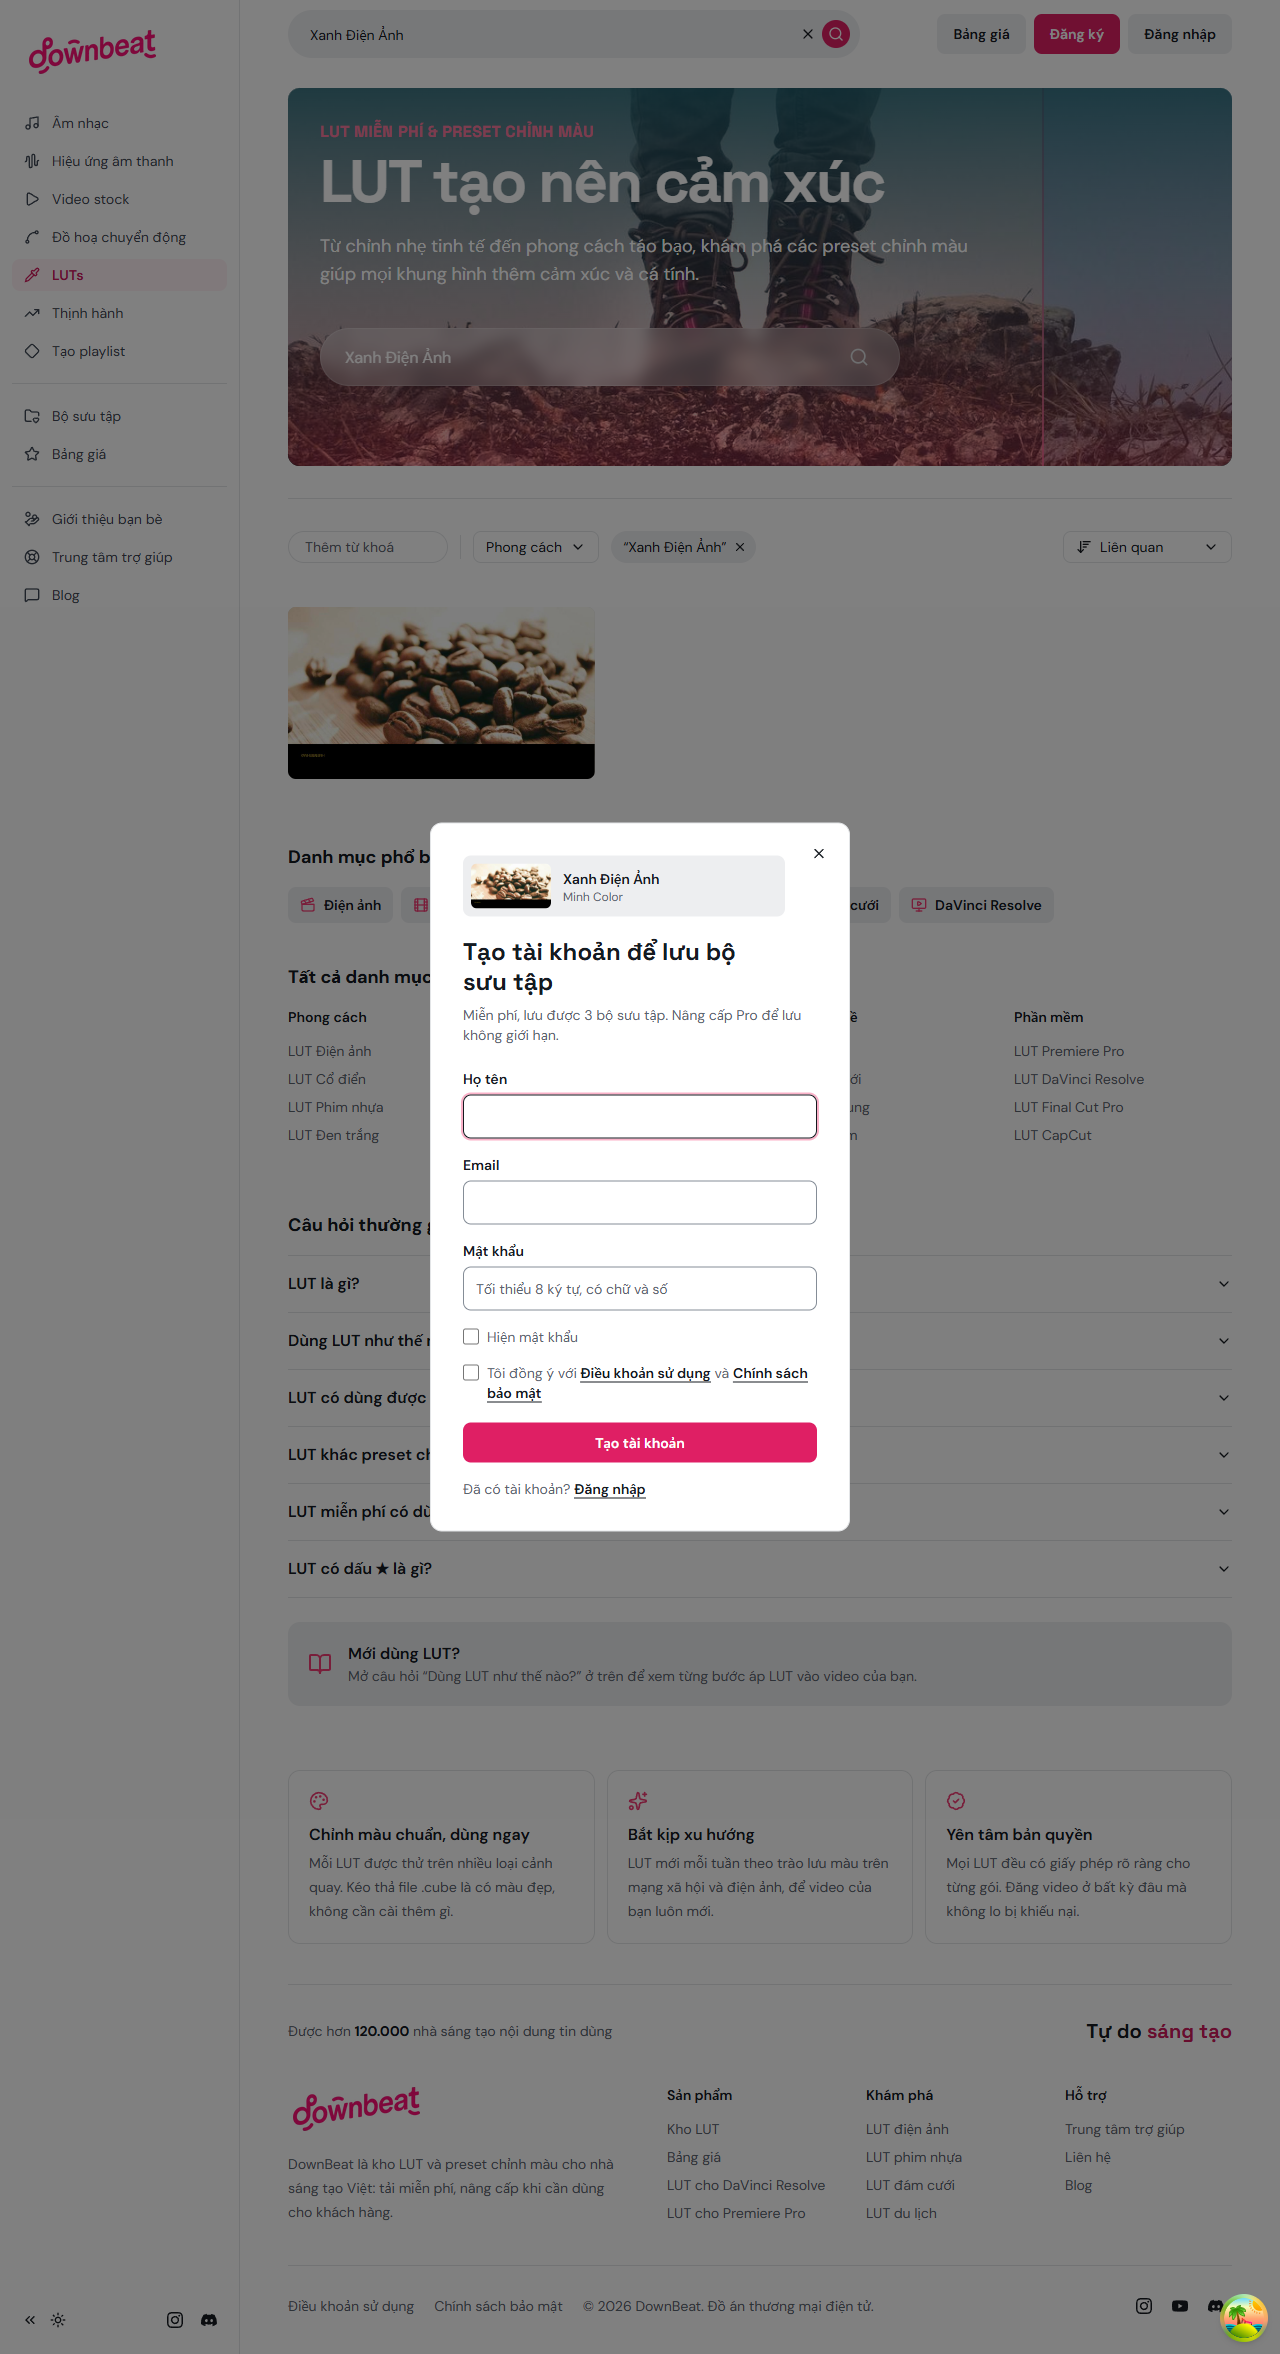 downbeat
Âm nhạc
Hiệu ứng âm thanh
Video stock
Đồ hoạ chuyển động
LUTs
Thịnh hành
Tạo playlist
Bộ sưu tập
Bảng giá
Giới thiệu bạn bè
Trung tâm trợ giúp
Blog
Xanh Điện Ảnh
Bảng giá
Đăng ký
Đăng nhập
LUT MIỄN PHÍ & PRESET CHỈNH MÀU
LUT tạo nên cảm xúc
Từ chỉnh nhẹ tinh tế đến phong cách táo bạo, khám phá các preset chỉnh màu
giúp mọi khung hình thêm cảm xúc và cá tính.
Xanh Điện Ảnh
Thêm từ khoá
Phong cách
“Xanh Điện Ảnh”
Liên quan
Danh mục phổ b
Điện ảnh
cưới
DaVinci Resolve
Tất cả danh mục
Phong cách
LUT Điện ảnh
LUT Cổ điển
LUT Phim nhựa
LUT Đen trắng
Phần mềm
LUT Premiere Pro
LUT DaVinci Resolve
LUT Final Cut Pro
LUT CapCut
Xanh Điện Ảnh
Minh Color
Tạo tài khoản để lưu bộ
sưu tập
Miễn phí, lưu được 3 bộ sưu tập. Nâng cấp Pro để lưu
không giới hạn.
Họ tên
Email
Mật khẩu
Tối thiểu 8 ký tự, có chữ và số
Hiện mật khẩu
Tôi đồng ý với Điều khoản sử dụng và Chính sách
bảo mật
Tạo tài khoản
Đã có tài khoản? Đăng nhập
Câu hỏi thường g
LUT là gì?
Dùng LUT như thế n
LUT có dùng được
LUT khác preset ch
LUT miễn phí có dù
LUT có dấu ★ là gì?
Mới dùng LUT?
Mở câu hỏi “Dùng LUT như thế nào?” ở trên để xem từng bước áp LUT vào video của bạn.
Chỉnh màu chuẩn, dùng ngay
Mỗi LUT được thử trên nhiều loại cảnh
quay. Kéo thả file .cube là có màu đẹp,
không cần cài thêm gì.
Bắt kịp xu hướng
LUT mới mỗi tuần theo trào lưu màu trên
mạng xã hội và điện ảnh, để video của
bạn luôn mới.
Yên tâm bản quyền
Mọi LUT đều có giấy phép rõ ràng cho
từng gói. Đăng video ở bất kỳ đâu mà
không lo bị khiếu nại.
Được hơn 120.000 nhà sáng tạo nội dung tin dùng
Tự do sáng tạo
downbeat
DownBeat là kho LUT và preset chỉnh màu cho nhà
sáng tạo Việt: tải miễn phí, nâng cấp khi cần dùng
cho khách hàng.
Sản phẩm
Kho LUT
Bảng giá
LUT cho DaVinci Resolve
LUT cho Premiere Pro
Khám phá
LUT điện ảnh
LUT phim nhựa
LUT đám cưới
LUT du lịch
Hỗ trợ
Trung tâm trợ giúp
Liên hệ
Blog
Điều khoản sử dụng
Chính sách bảo mật
© 2026 DownBeat. Đồ án thương mại điện tử.